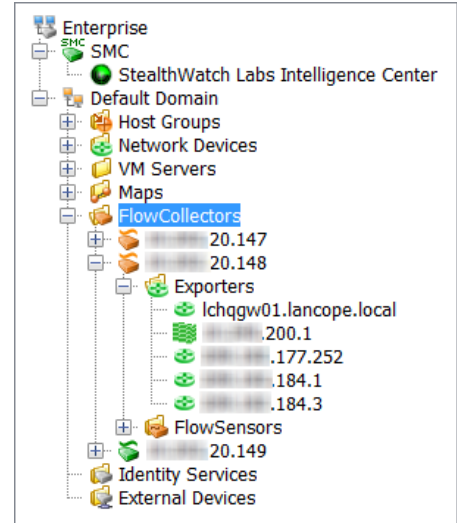 Enterprise
SMC
SMC
StealthWatch Labs Intelligence Center
Default Domain
Host Groups
Network Devices
VM Servers
Maps
FlowCollectors
20.147
20.148
Exporters
lchqgw01.lancope.local
.200.1
.177.252
.184.1
.184.3
FlowSensors
20.149
Identity Services
External Devices